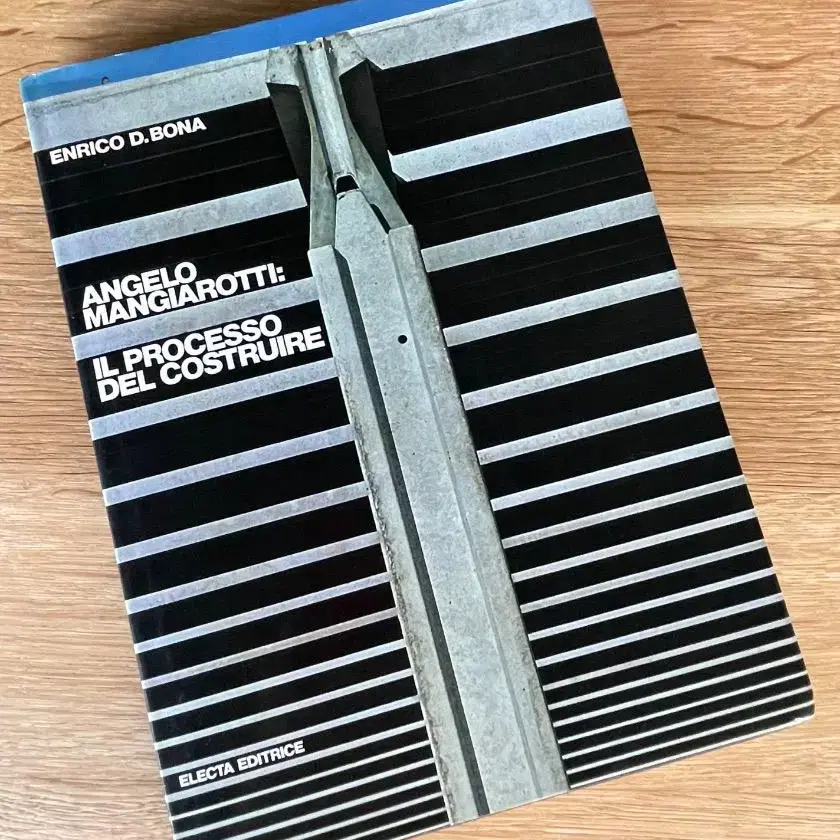 ENRICO D. BONA
ANGELO
MANGIAROTTI:
IL PROCESSO
DEL COSTRUIRE
ELECTA EDITRICE